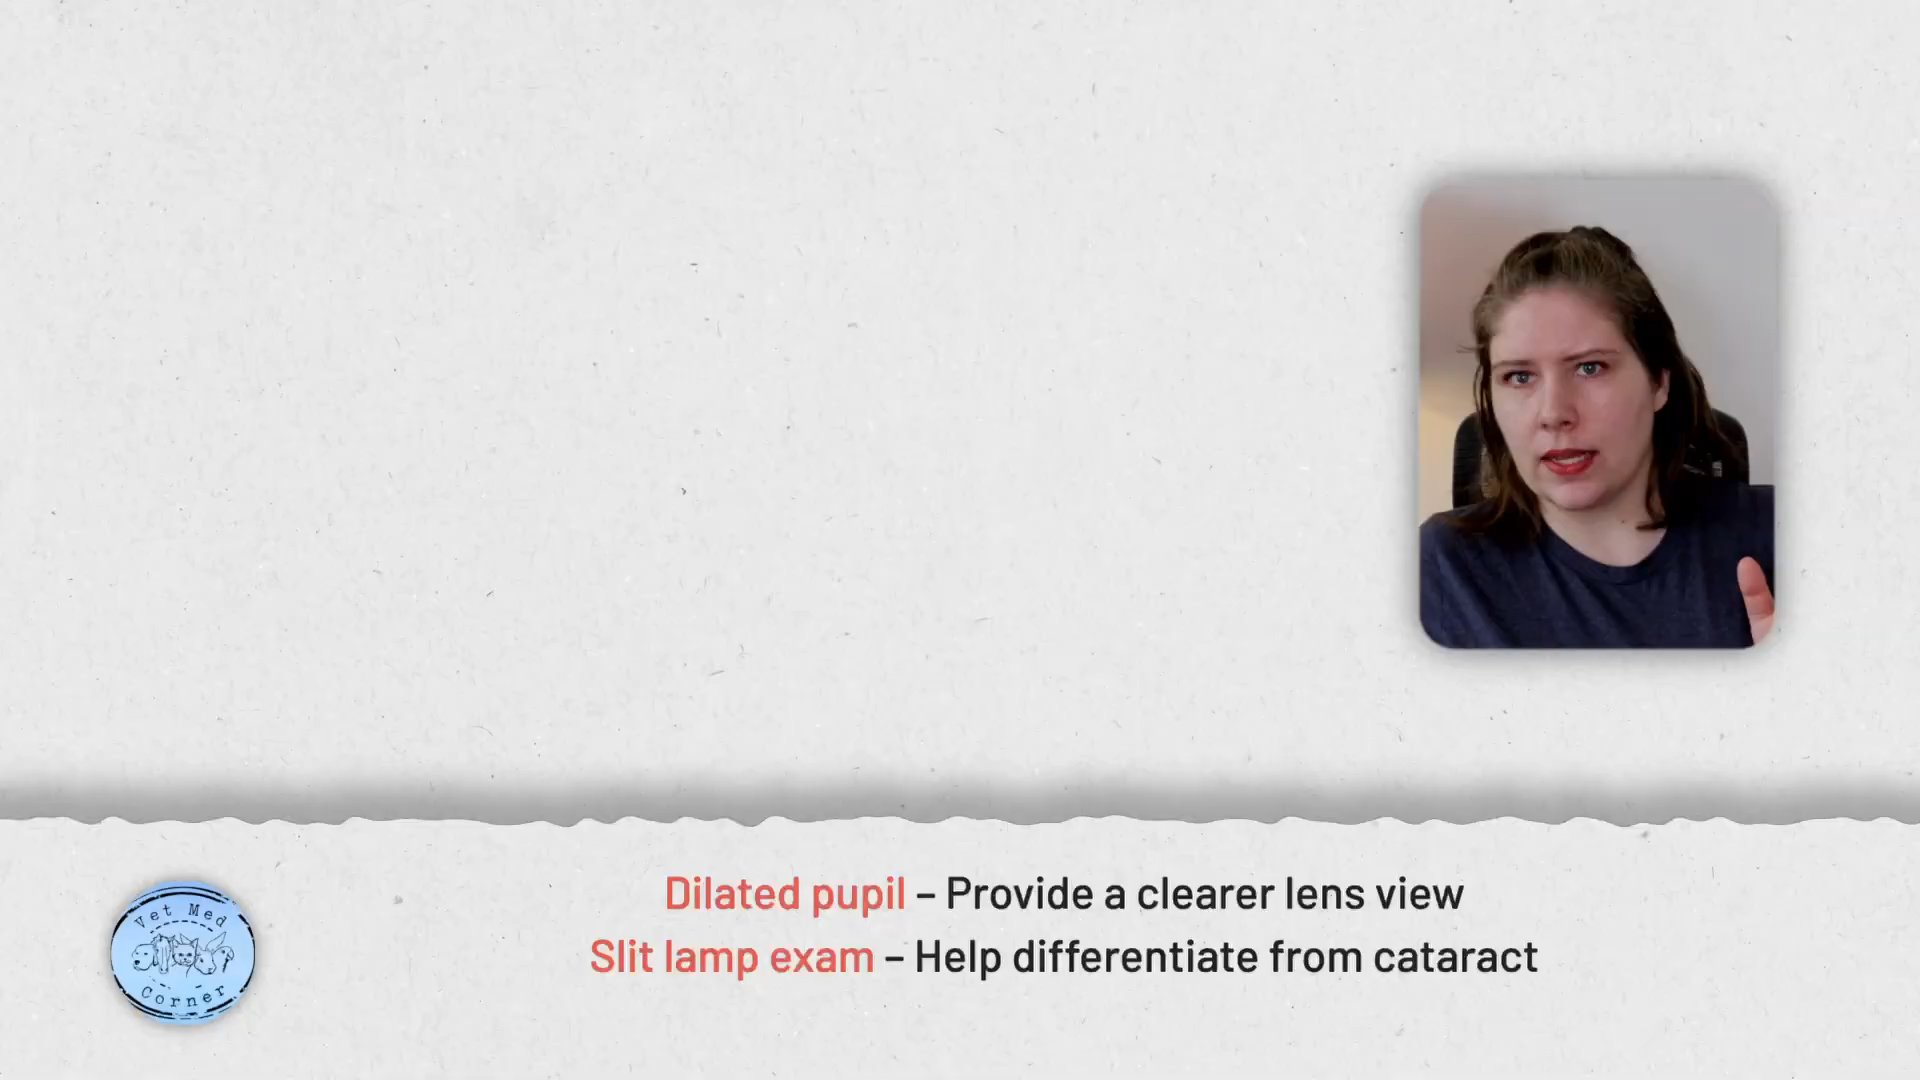 Dilated pupil – Provide a clearer lens view
Slit lamp exam – Help differentiate from cataract
Vet Med
Corner